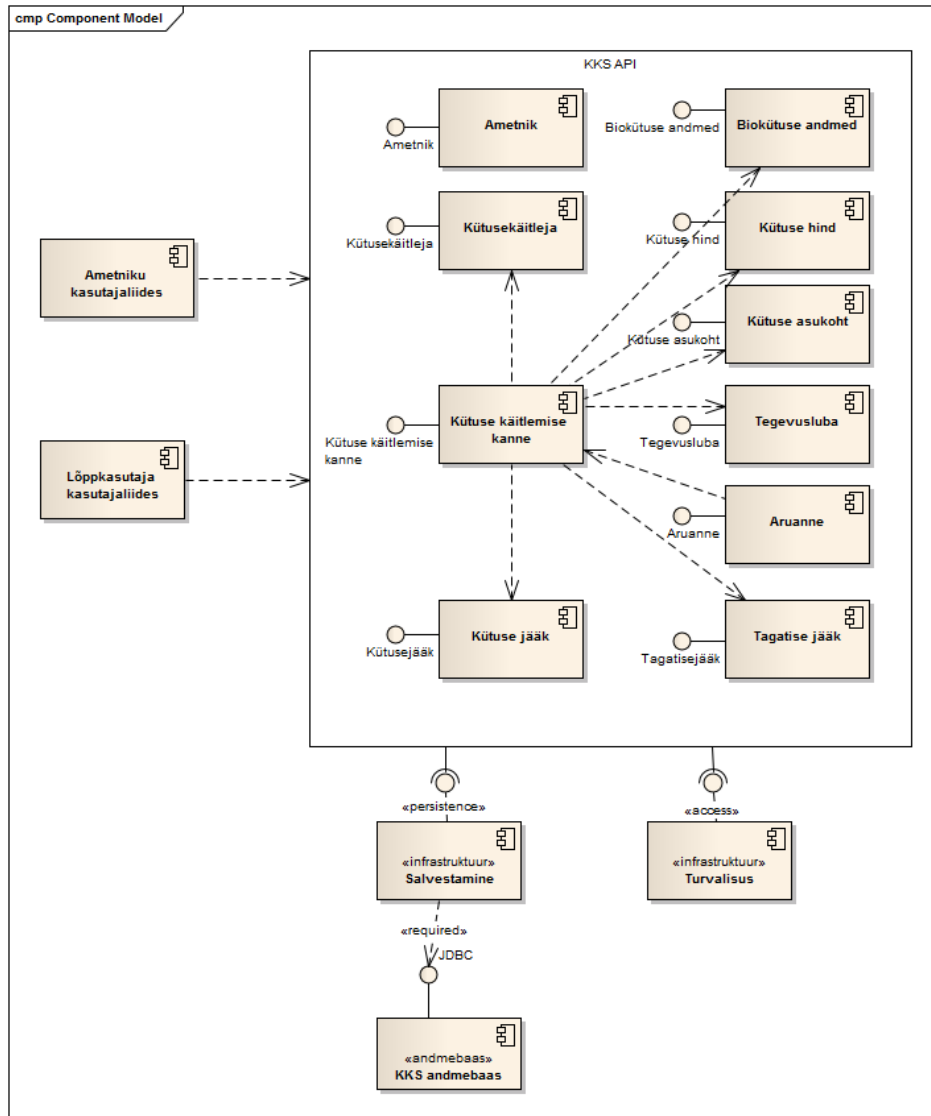 cmp Component Model
KKS API
Ametnik
Ametnik
Biokütuse andmed
Biokütuse andmed
Kütusekäitleja
Kütusekäitleja
Kütuse hind
Kütuse hind
Ametniku
kasutajaliides
Kütuse asukoht
Kütuse asukoht
Kütuse käitlemise
kanne
Kütuse käitlemise
kanne
Tegevusluba
Tegevusluba
Lõppkasutaja
kasutajaliides
Aruanne
Aruanne
Kütuse jääk
Kütusejääk
Tagatise jääk
Tagatisejääk
«persistence»
«access»
«infrastruktuur»
Salvestamine
«infrastruktuur»
Turvalisus
«required»
JDBC
«andmebaas»
KKS andmebaas